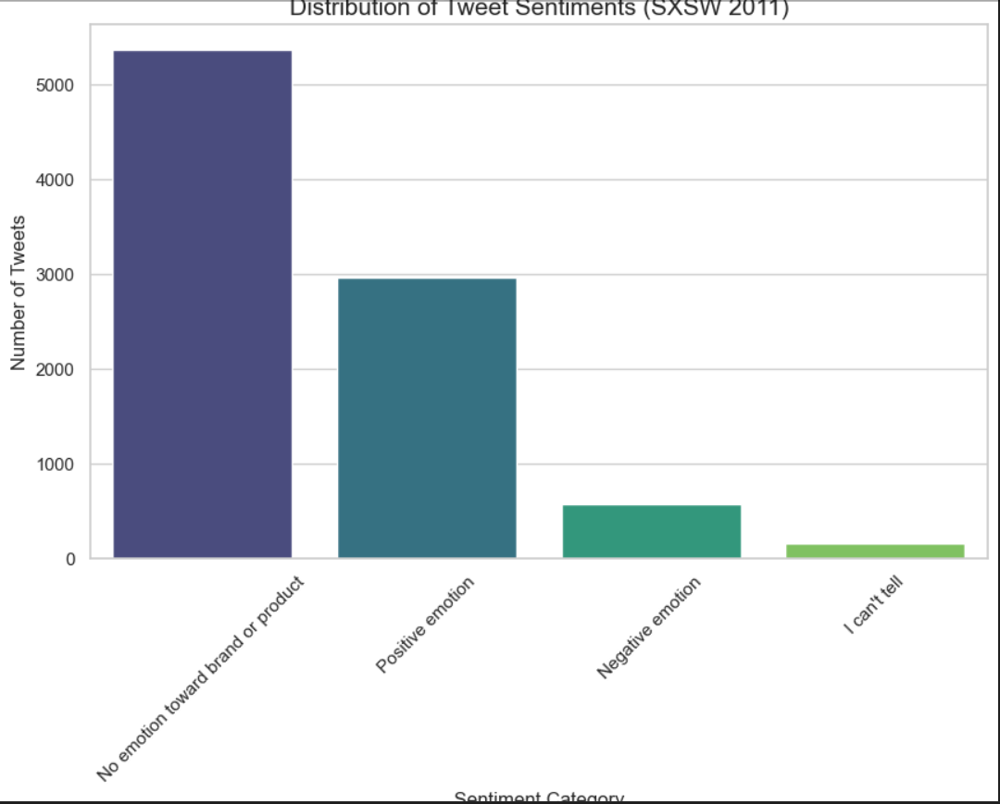 Distribution of Tweet Sentiments (SXSW 2011)
Number of Tweets
5000
4000
3000
2000
1000
0
No emotion toward brand or product
Positive emotion
Negative emotion
I can't tell
Sentiment Category